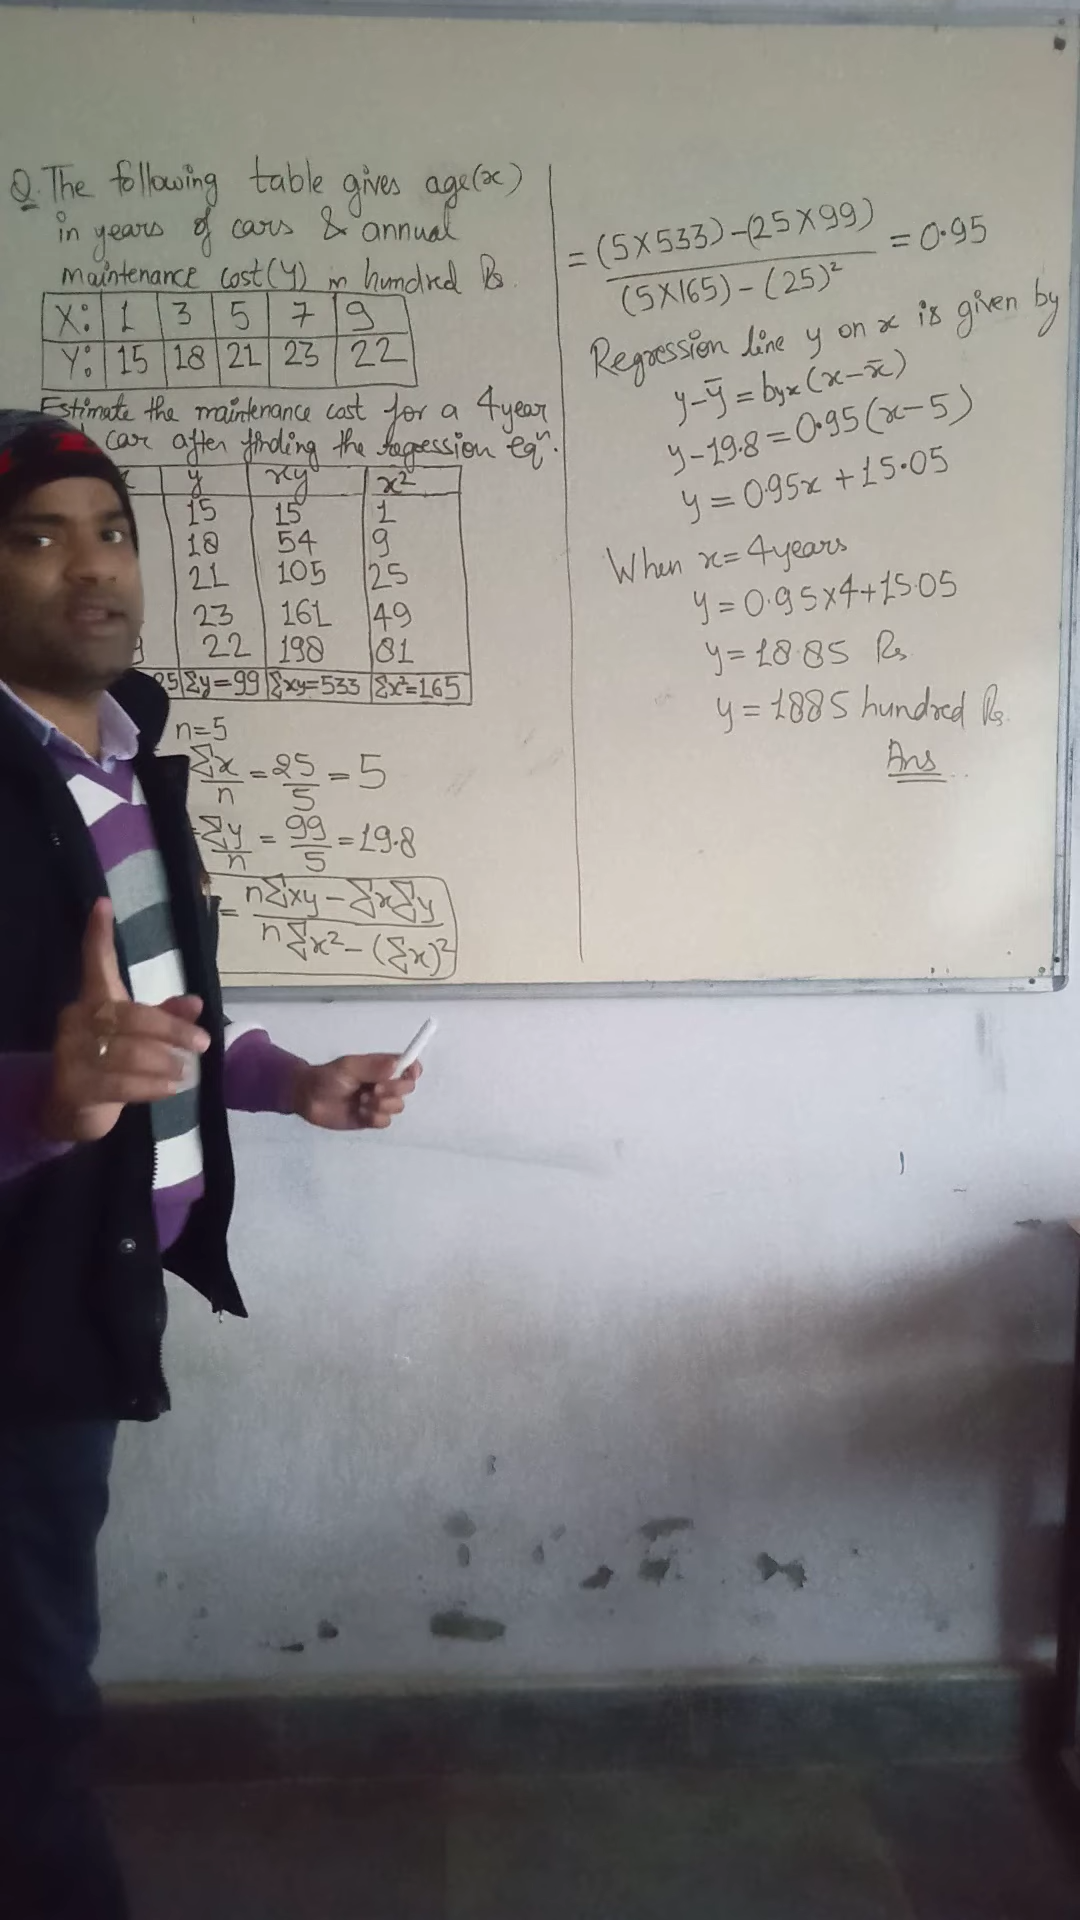 Q. The following table gives age(x)
in years of cars & annual
maintenance cost(Y) in hundred Rs.
X: 1 3 5 7 9
Y: 15 18 21 23 22
Estimate the maintenance cost for a 4 year
car after finding the regression eqⁿ.
y xy x²
15 15 1
18 54 9
21 105 25
23 161 49
22 198 81
25 Σy=99 Σxy=533 Σx²=165
n=5
Σx/n = 25/5 = 5
Σy/n = 99/5 = 19.8
= (nΣxy - ΣxΣy)/(nΣx² - (Σx)²)
= ((5×533)-(25×99))/((5×165)-(25)²) = 0.95
Regression line y on x is given by
y-ȳ = byx(x-x̄)
y-19.8 = 0.95(x-5)
y = 0.95x + 15.05
When x=4 years
y = 0.95×4+15.05
y = 18.85 Rs
y = 1885 hundred Rs.
Ans